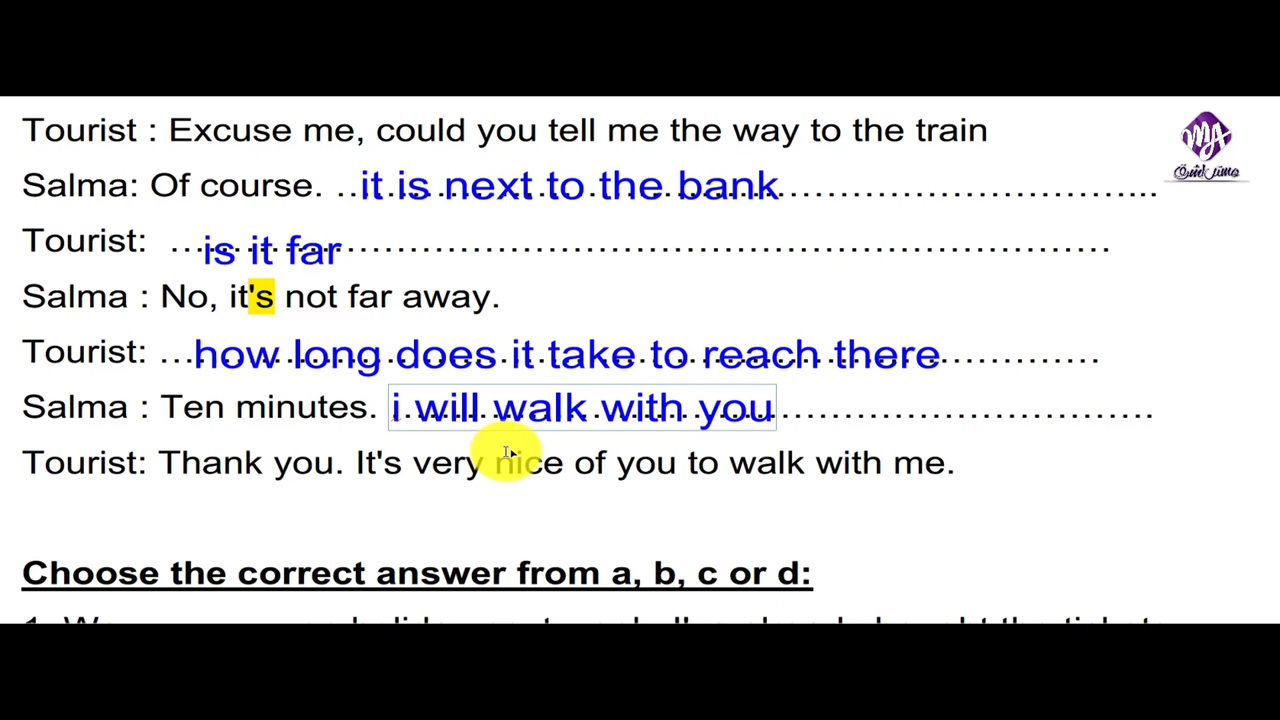 Tourist : Excuse me, could you tell me the way to the train
Salma: Of course. ...it is next to the bank...
Tourist: ...is it far...
Salma : No, it's not far away.
Tourist: ...how long does it take to reach there...
Salma : Ten minutes. i will walk with you...
Tourist: Thank you. It's very nice of you to walk with me.
Choose the correct answer from a, b, c or d:
MA